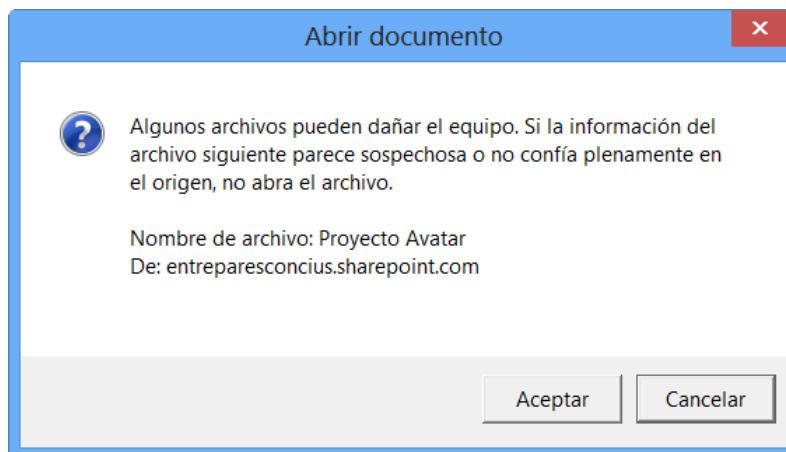 Abrir documento
Algunos archivos pueden dañar el equipo. Si la información del
archivo siguiente parece sospechosa o no confía plenamente en
el origen, no abra el archivo.
Nombre de archivo: Proyecto Avatar
De: entreparesconcius.sharepoint.com
Aceptar
Cancelar